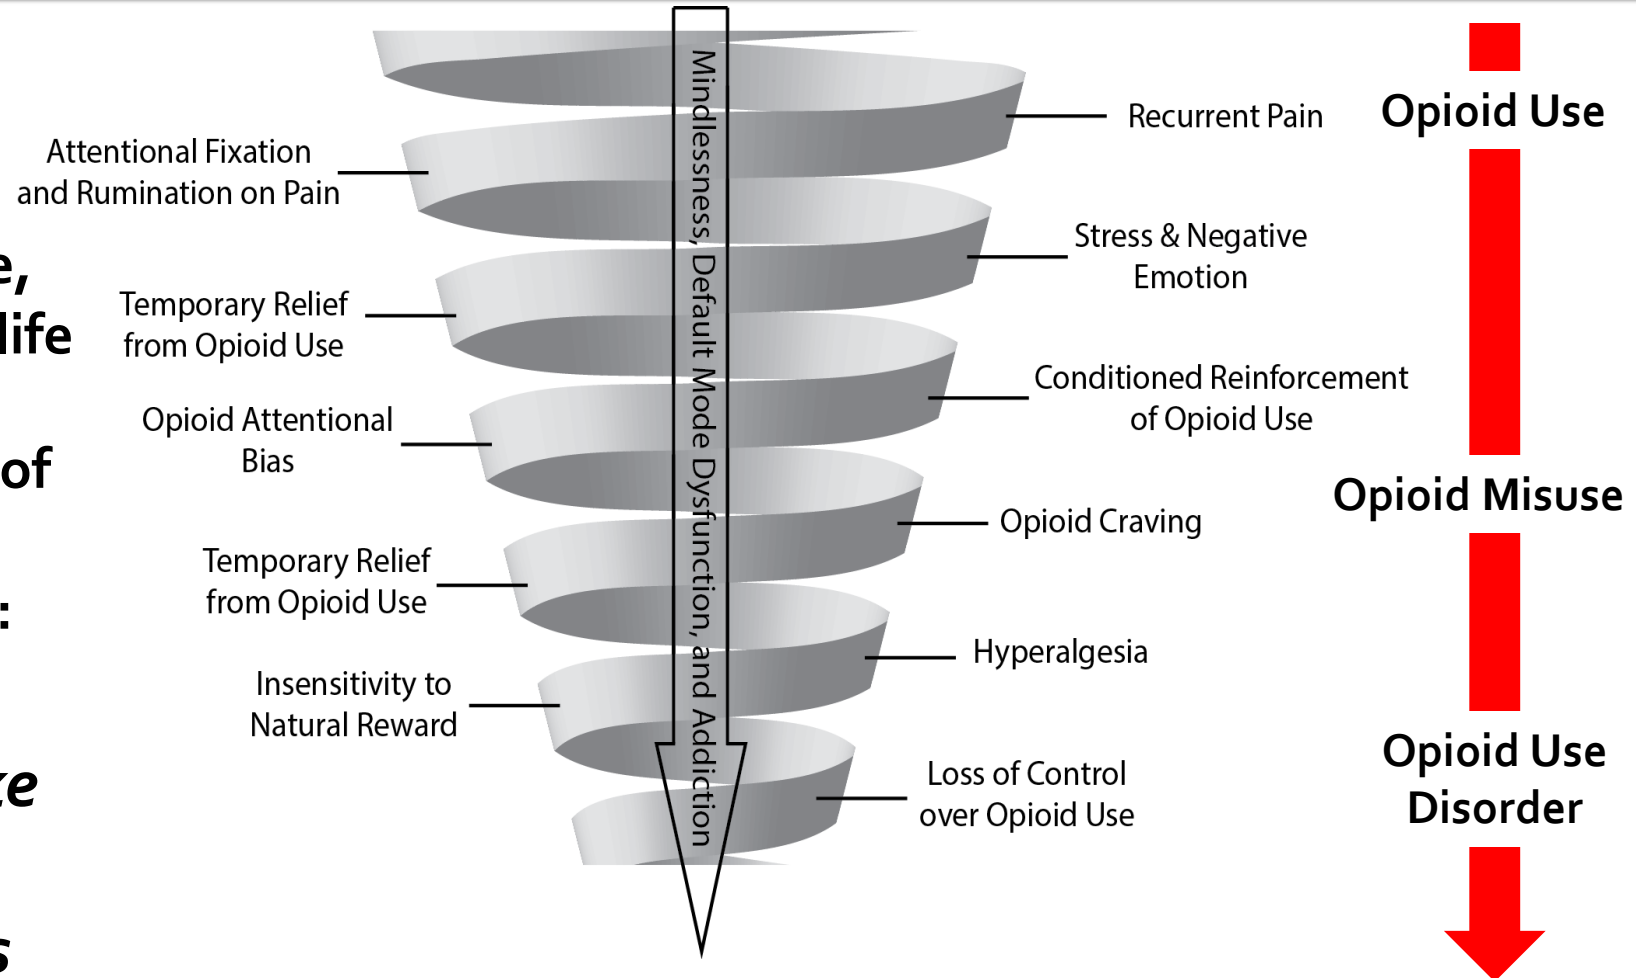 Mindlessness, Default Mode Dysfunction, and Addiction
Recurrent Pain
Attentional Fixation
and Rumination on Pain
Stress & Negative
Emotion
Temporary Relief
from Opioid Use
Conditioned Reinforcement
of Opioid Use
Opioid Attentional
Bias
Opioid Craving
Temporary Relief
from Opioid Use
Hyperalgesia
Insensitivity to
Natural Reward
Loss of Control
over Opioid Use
Opioid Use
Opioid Misuse
Opioid Use
Disorder
life
of